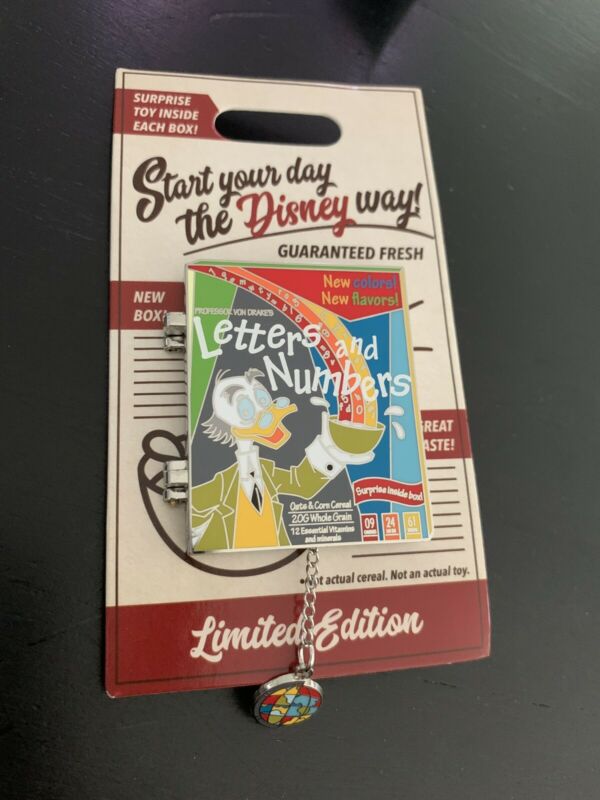 SURPRISE
TOY INSIDE
EACH BOX!
Start your day
the Disney way!
GUARANTEED FRESH
NEW
BOX
New colors!
New flavors!
PROFESSOR VON DRAKE'S
Letters and
Numbers
GREAT
TASTE!
Surprise inside box!
Oats & Corn Cereal
20G Whole Grain
12 Essential Vitamins
and minerals
09
24
61
actual cereal. Not an actual toy.
Limited Edition